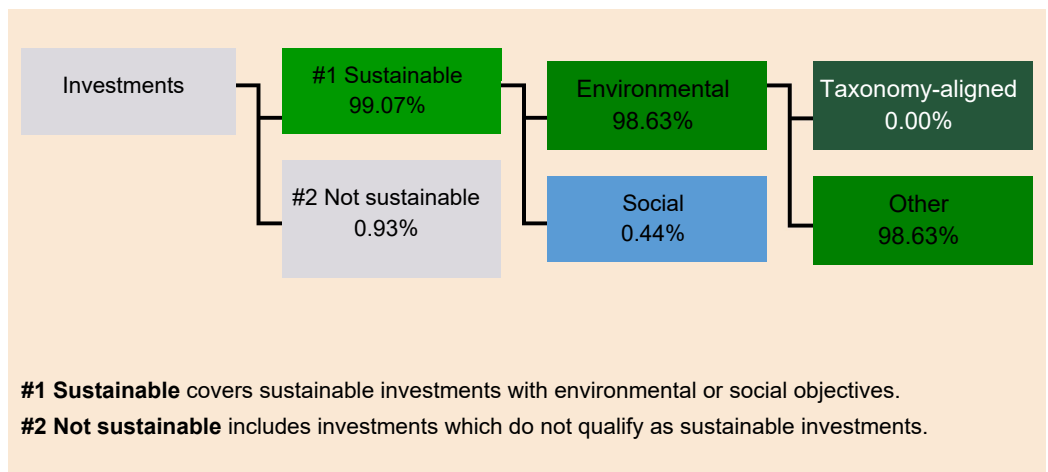 Investments
#1 Sustainable
99.07%
#2 Not sustainable
0.93%
Environmental
98.63%
Social
0.44%
Taxonomy-aligned
0.00%
Other
98.63%
#1 Sustainable covers sustainable investments with environmental or social objectives.
#2 Not sustainable includes investments which do not qualify as sustainable investments.